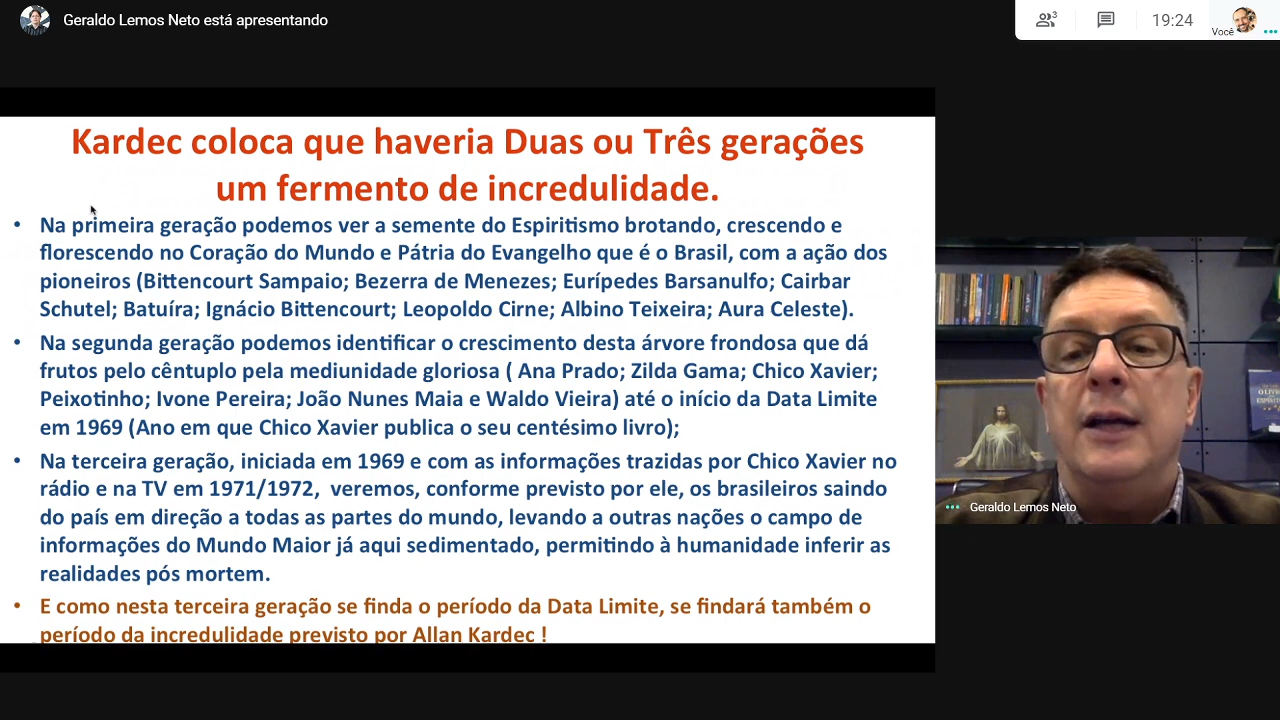 Geraldo Lemos Neto está apresentando
3
19:24
Você
Kardec coloca que haveria Duas ou Três gerações
um fermento de incredulidade.
• Na primeira geração podemos ver a semente do Espiritismo brotando, crescendo e
florescendo no Coração do Mundo e Pátria do Evangelho que é o Brasil, com a ação dos
pioneiros (Bittencourt Sampaio; Bezerra de Menezes; Eurípedes Barsanulfo; Cairbar
Schutel; Batuíra; Ignácio Bittencourt; Leopoldo Cirne; Albino Teixeira; Aura Celeste).
• Na segunda geração podemos identificar o crescimento desta árvore frondosa que dá
frutos pelo cêntuplo pela mediunidade gloriosa ( Ana Prado; Zilda Gama; Chico Xavier;
Peixotinho; Ivone Pereira; João Nunes Maia e Waldo Vieira) até o início da Data Limite
em 1969 (Ano em que Chico Xavier publica o seu centésimo livro);
• Na terceira geração, iniciada em 1969 e com as informações trazidas por Chico Xavier no
rádio e na TV em 1971/1972, veremos, conforme previsto por ele, os brasileiros saindo
do país em direção a todas as partes do mundo, levando a outras nações o campo de
informações do Mundo Maior já aqui sedimentado, permitindo à humanidade inferir as
realidades pós mortem.
• E como nesta terceira geração se finda o período da Data Limite, se findará também o
período da incredulidade previsto por Allan Kardec !
Geraldo Lemos Neto